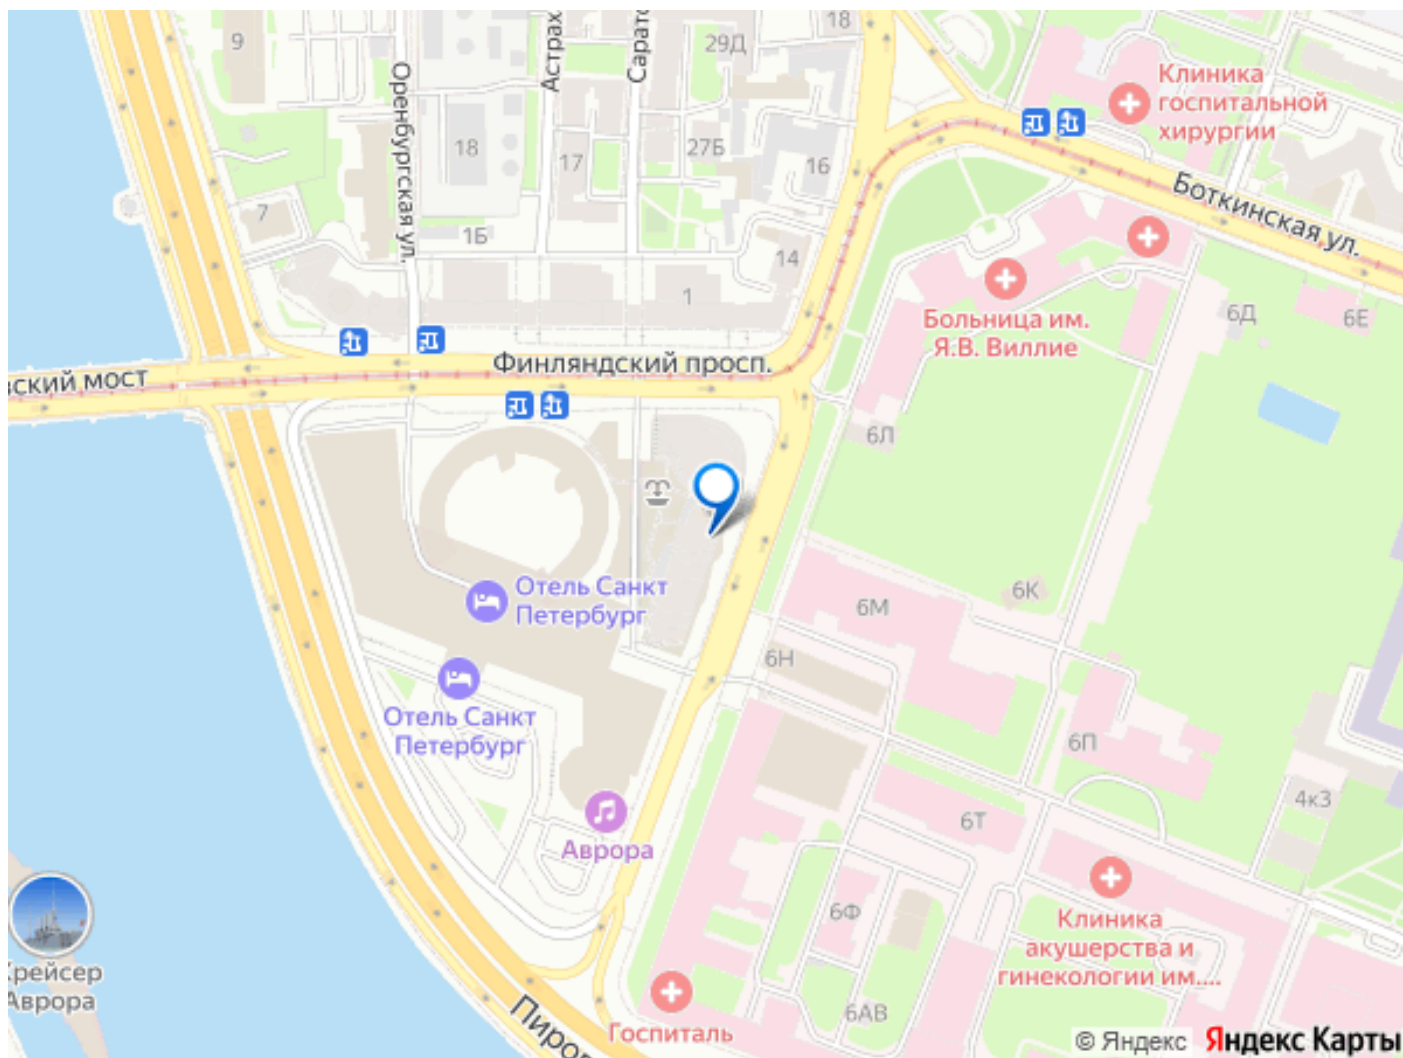 18
9
29Д
Астрах
Сарато
Оренбургская ул.
Клиника
госпитальной
хирургии
18
17
27Б
16
7
1Б
14
1
Боткинская ул.
6Д
6Е
Больница им.
Я.В. Виллие
Финляндский просп.
вский мост
6Л
Отель Санкт
Петербург
6К
6М
6Н
Отель Санкт
Петербург
6П
4к3
6Т
Аврора
Клиника
акушерства и
гинекологии им....
6Ф
Крейсер
Аврора
Пирог
Госпиталь
6АВ
© Яндекс Яндекс Карты